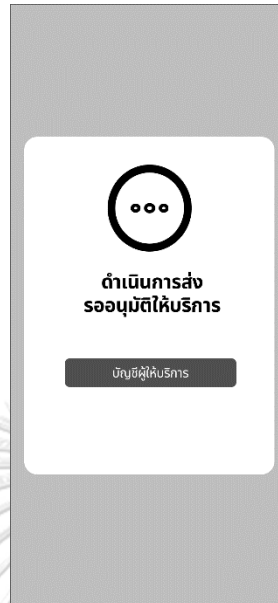 ดำเนินการส่ง
รออนุมัติให้บริการ
บัญชีผู้ให้บริการ